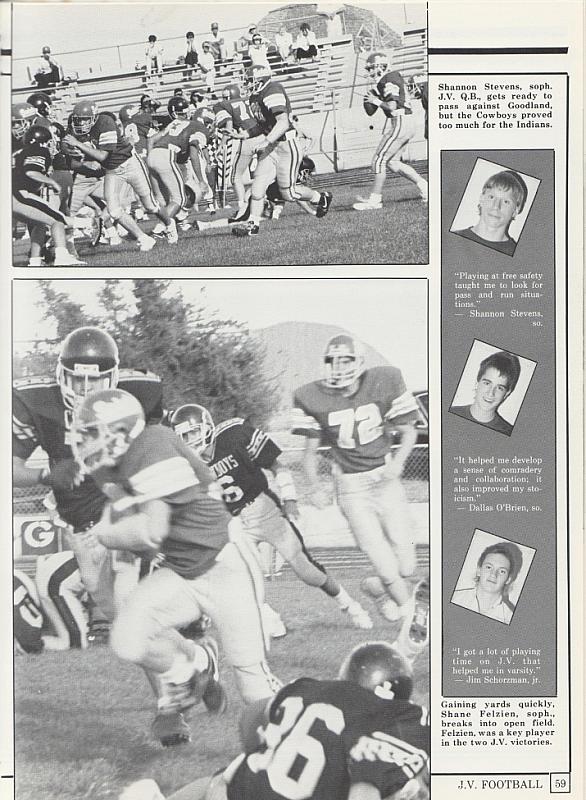 Shannon Stevens, soph.
J.V. Q.B., gets ready to
pass against Goodland,
but the Cowboys proved
too much for the Indians.
"Playing at free safety
taught me to look for
pass and run situa-
tions."
— Shannon Stevens,
so.
"It helped me develop
a sense of comradery
and collaboration; it
also improved my sto-
icism."
— Dallas O'Brien, so.
"I got a lot of playing
time on J.V. that
helped me in varsity."
— Jim Schorzman, jr.
72
G
36
Gaining yards quickly,
Shane Felzien, soph.,
breaks into open field.
Felzien, was a key player
in the two J.V. victories.
J.V. FOOTBALL 59